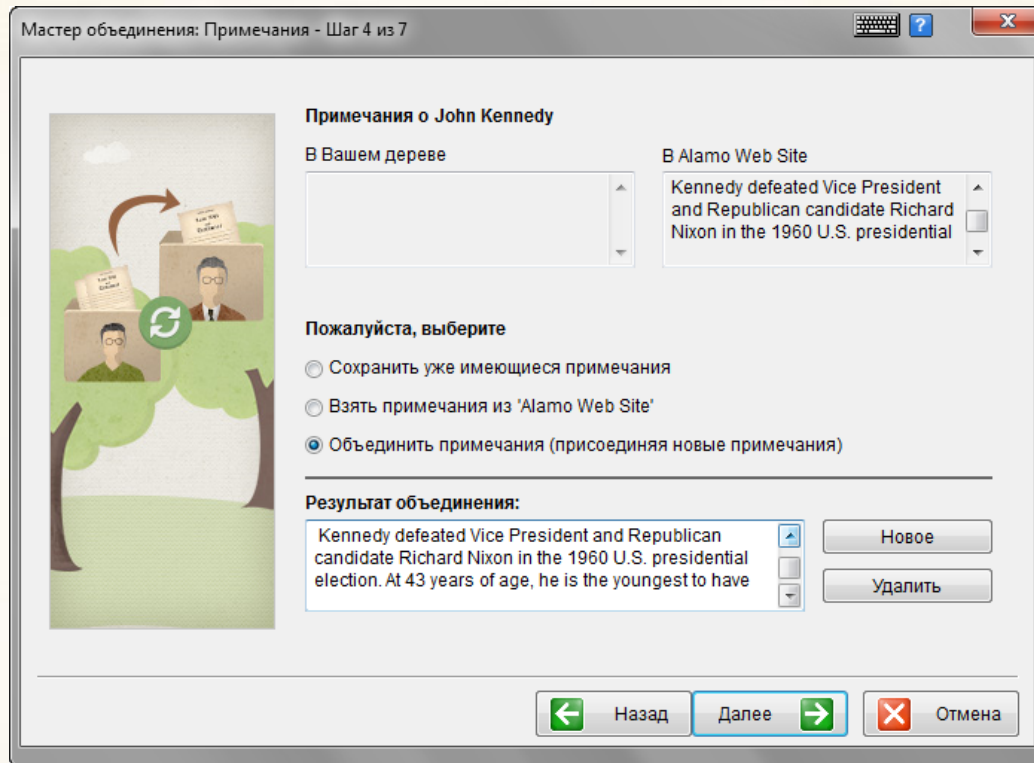 Мастер объединения: Примечания - Шаг 4 из 7
?
Примечания о John Kennedy
В Вашем дереве
В Alamo Web Site
Kennedy defeated Vice President
and Republican candidate Richard
Nixon in the 1960 U.S. presidential
Пожалуйста, выберите
Сохранить уже имеющиеся примечания
Взять примечания из 'Alamo Web Site'
Объединить примечания (присоединяя новые примечания)
Результат объединения:
Kennedy defeated Vice President and Republican
candidate Richard Nixon in the 1960 U.S. presidential
election. At 43 years of age, he is the youngest to have
Новое
Удалить
Назад
Далее
Отмена